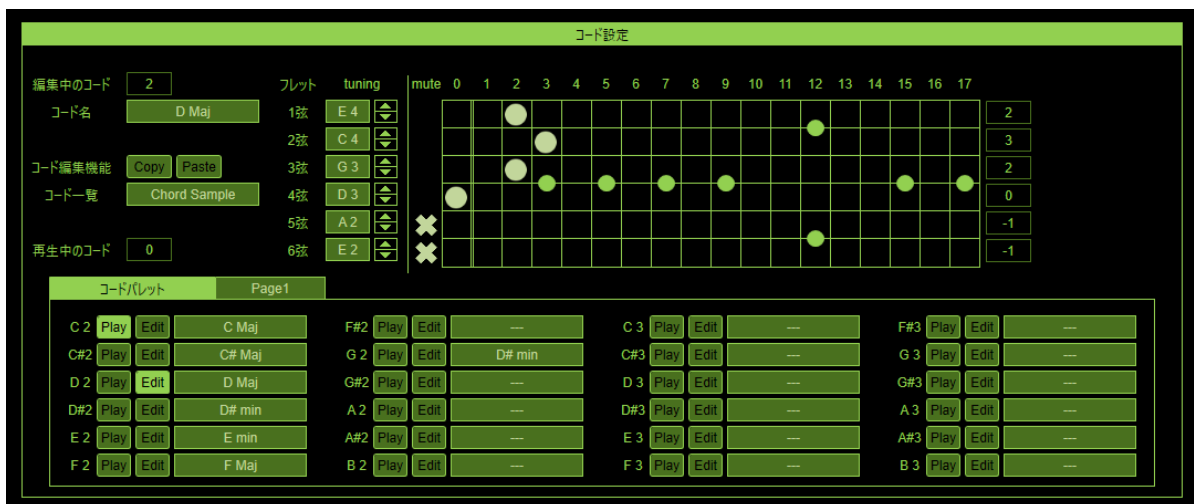 コード設定
編集中のコード 2 フレット tuning mute 0 1 2 3 4 5 6 7 8 9 10 11 12 13 14 15 16 17
コード名 D Maj 1弦 E 4 2
2弦 C 4 3
コード編集機能 Copy Paste 3弦 G 3 2
コード一覧 Chord Sample 4弦 D 3 0
5弦 A 2 -1
再生中のコード 0 6弦 E 2 -1
コードパレット Page1
C 2 Play Edit C Maj F#2 Play Edit --- C 3 Play Edit --- F#3 Play Edit ---
C#2 Play Edit C# Maj G 2 Play Edit D# min C#3 Play Edit --- G 3 Play Edit ---
D 2 Play Edit D Maj G#2 Play Edit --- D 3 Play Edit --- G#3 Play Edit ---
D#2 Play Edit D# min A 2 Play Edit --- D#3 Play Edit --- A 3 Play Edit ---
E 2 Play Edit E min A#2 Play Edit --- E 3 Play Edit --- A#3 Play Edit ---
F 2 Play Edit F Maj B 2 Play Edit --- F 3 Play Edit --- B 3 Play Edit ---